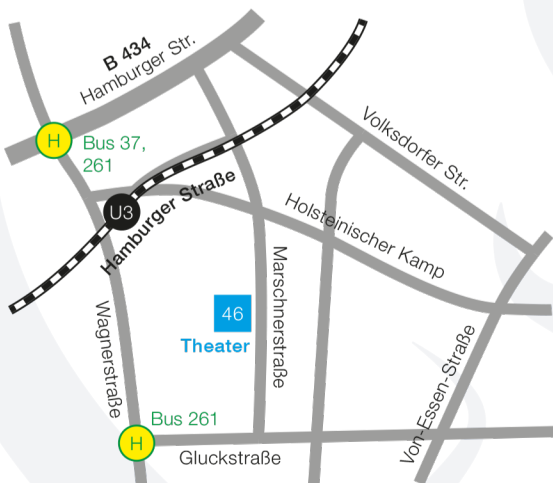 B 434
Hamburger Str.
H
Bus 37,
261
Volksdorfer Str.
U3
Hamburger Straße
Holsteinischer Kamp
46
Theater
Marschnerstraße
Wagnerstraße
Von-Essen-Straße
Bus 261
H
Gluckstraße